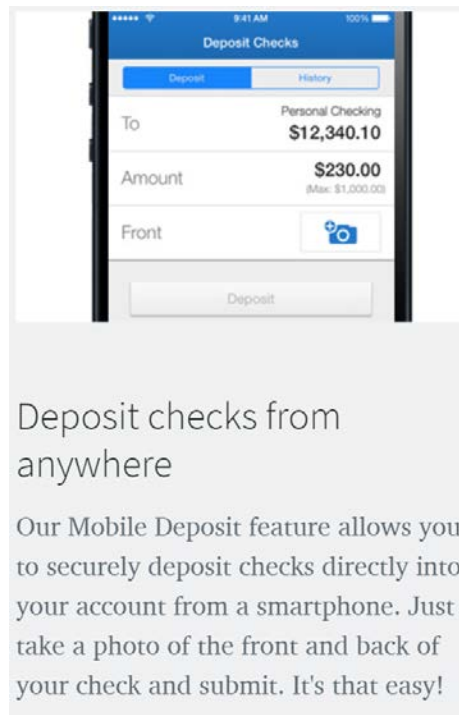 9:41 AM 100%
Deposit Checks
Deposit History
To Personal Checking
$12,340.10
Amount $230.00
(Max: $1,000.00)
Front
Deposit
Deposit checks from
anywhere
Our Mobile Deposit feature allows you
to securely deposit checks directly into
your account from a smartphone. Just
take a photo of the front and back of
your check and submit. It's that easy!